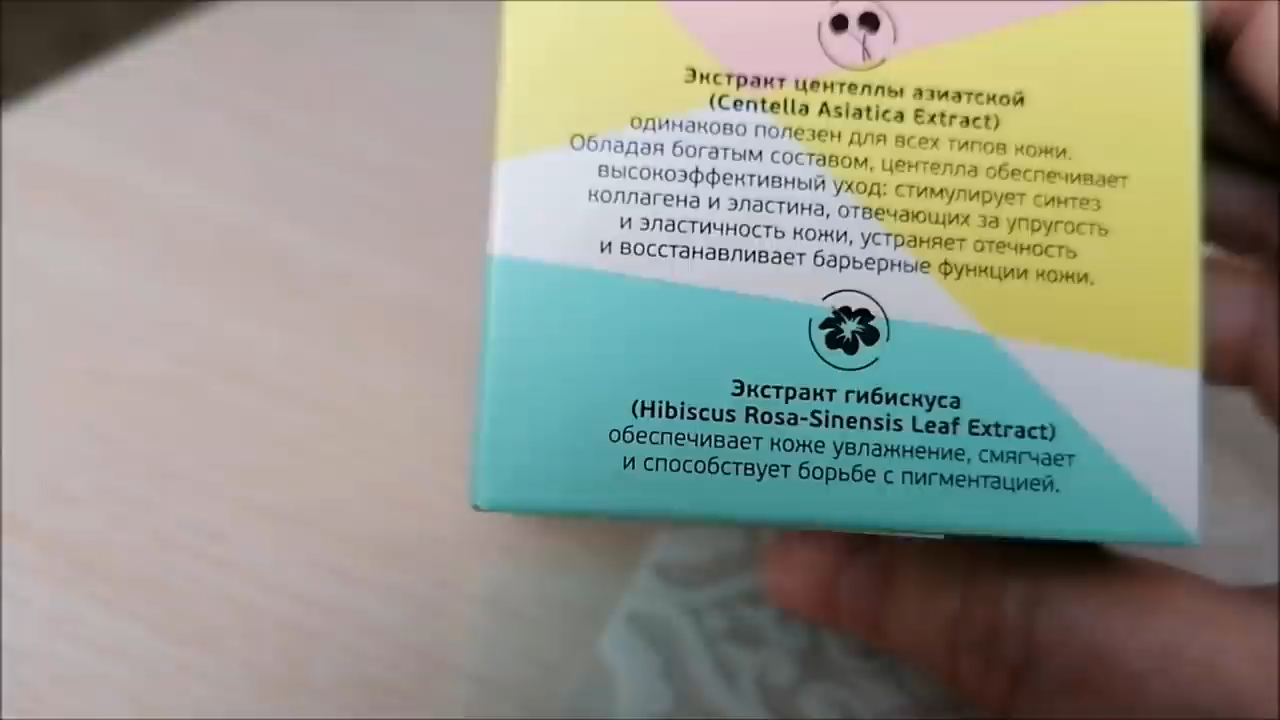 Экстракт центеллы азиатской
(Centella Asiatica Extract)
одинаково полезен для всех типов кожи.
Обладая богатым составом, центелла обеспечивает
высокоэффективный уход: стимулирует синтез
коллагена и эластина, отвечающих за упругость
и эластичность кожи, устраняет отечность
и восстанавливает барьерные функции кожи.
Экстракт гибискуса
(Hibiscus Rosa-Sinensis Leaf Extract)
обеспечивает коже увлажнение, смягчает
и способствует борьбе с пигментацией.